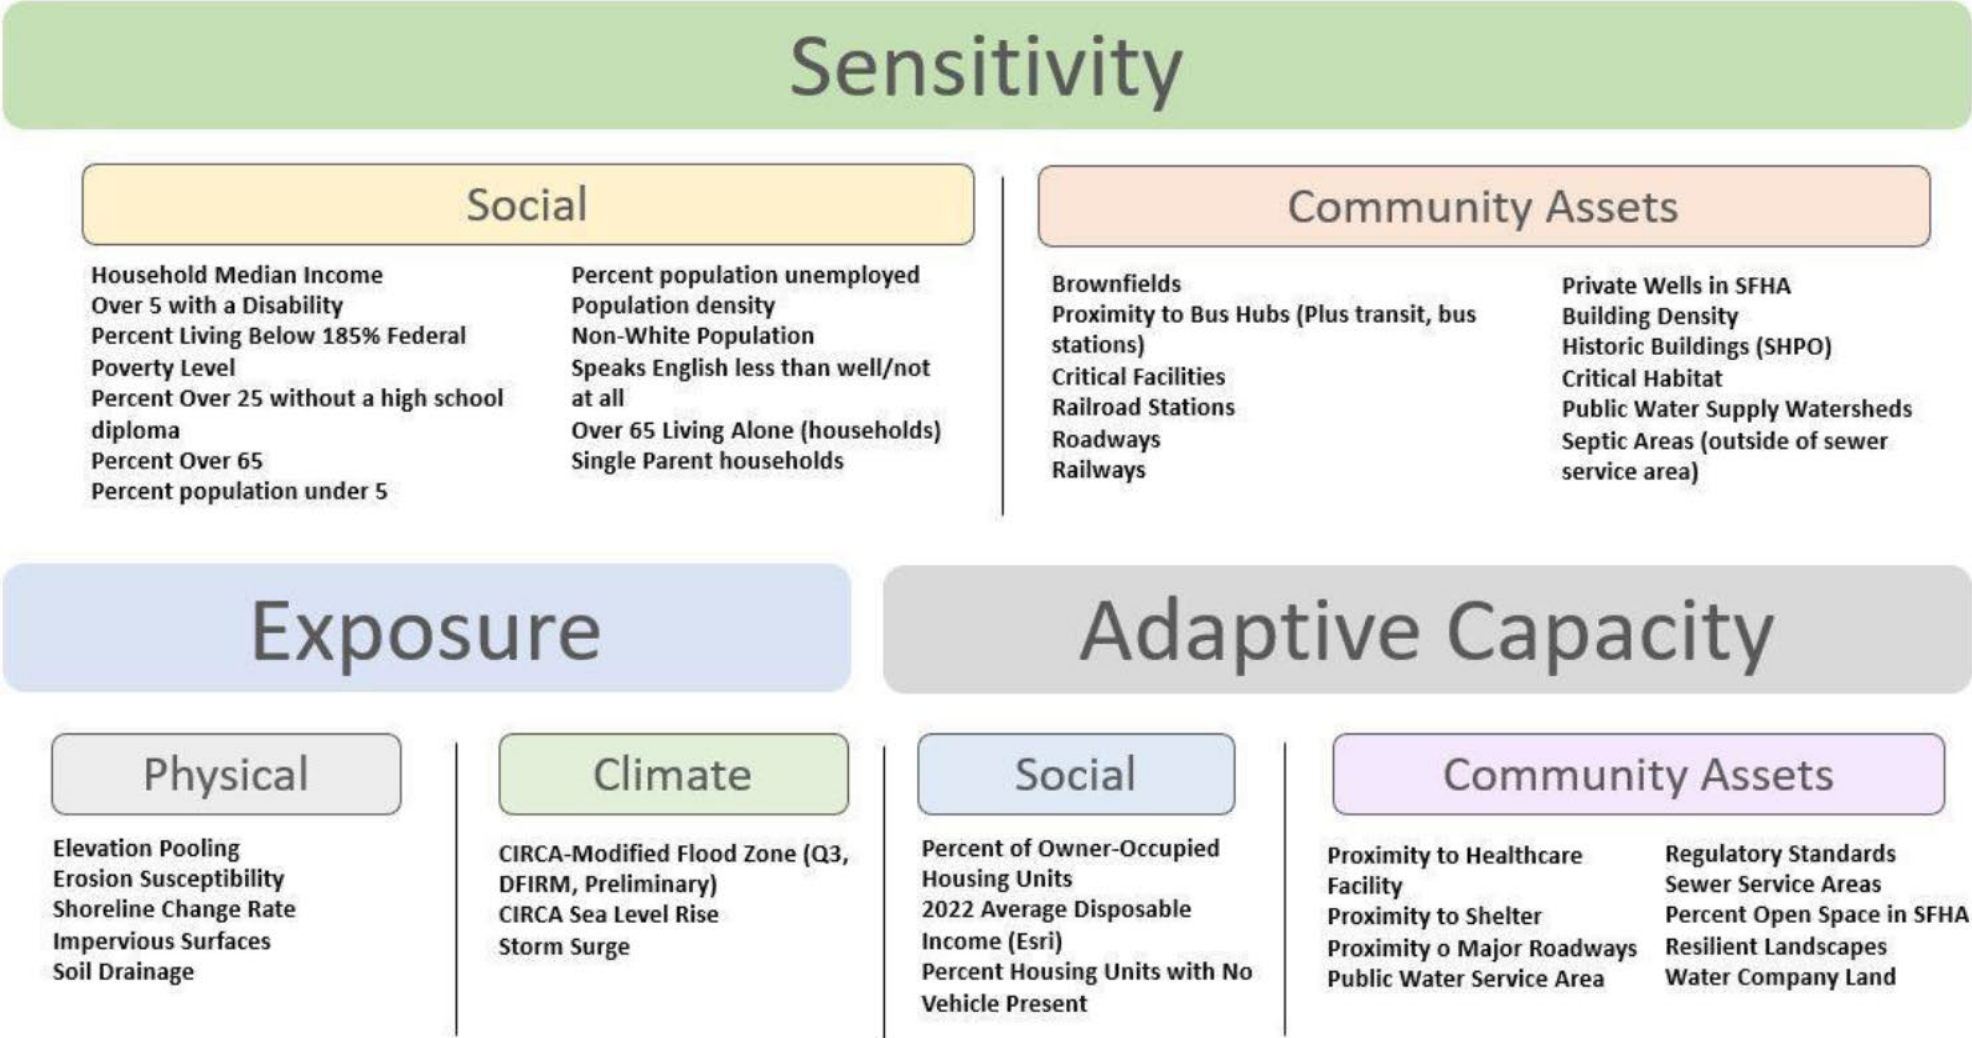 Sensitivity
Social
Household Median Income
Over 5 with a Disability
Percent Living Below 185% Federal
Poverty Level
Percent Over 25 without a high school
diploma
Percent Over 65
Percent population under 5
Percent population unemployed
Population density
Non-White Population
Speaks English less than well/not
at all
Over 65 Living Alone (households)
Single Parent households
Community Assets
Brownfields
Proximity to Bus Hubs (Plus transit, bus
stations)
Critical Facilities
Railroad Stations
Roadways
Railways
Private Wells in SFHA
Building Density
Historic Buildings (SHPO)
Critical Habitat
Public Water Supply Watersheds
Septic Areas (outside of sewer
service area)
Exposure
Physical
Elevation Pooling
Erosion Susceptibility
Shoreline Change Rate
Impervious Surfaces
Soil Drainage
Climate
CIRCA-Modified Flood Zone (Q3,
DFIRM, Preliminary)
CIRCA Sea Level Rise
Storm Surge
Adaptive Capacity
Social
Percent of Owner-Occupied
Housing Units
2022 Average Disposable
Income (Esri)
Percent Housing Units with No
Vehicle Present
Community Assets
Proximity to Healthcare
Facility
Proximity to Shelter
Proximity o Major Roadways
Public Water Service Area
Regulatory Standards
Sewer Service Areas
Percent Open Space in SFHA
Resilient Landscapes
Water Company Land